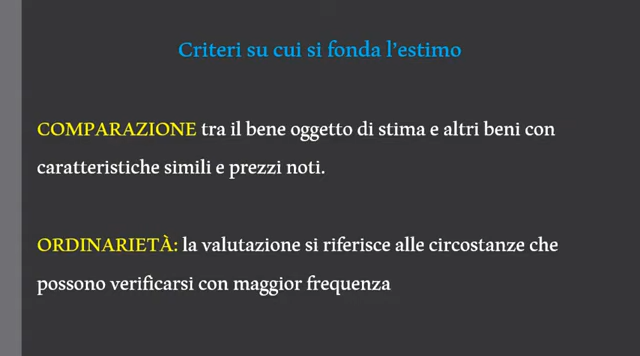 Criteri su cui si fonda l'estimo
COMPARAZIONE tra il bene oggetto di stima e altri beni con
caratteristiche simili e prezzi noti.
ORDINARIETÀ: la valutazione si riferisce alle circostanze che
possono verificarsi con maggior frequenza